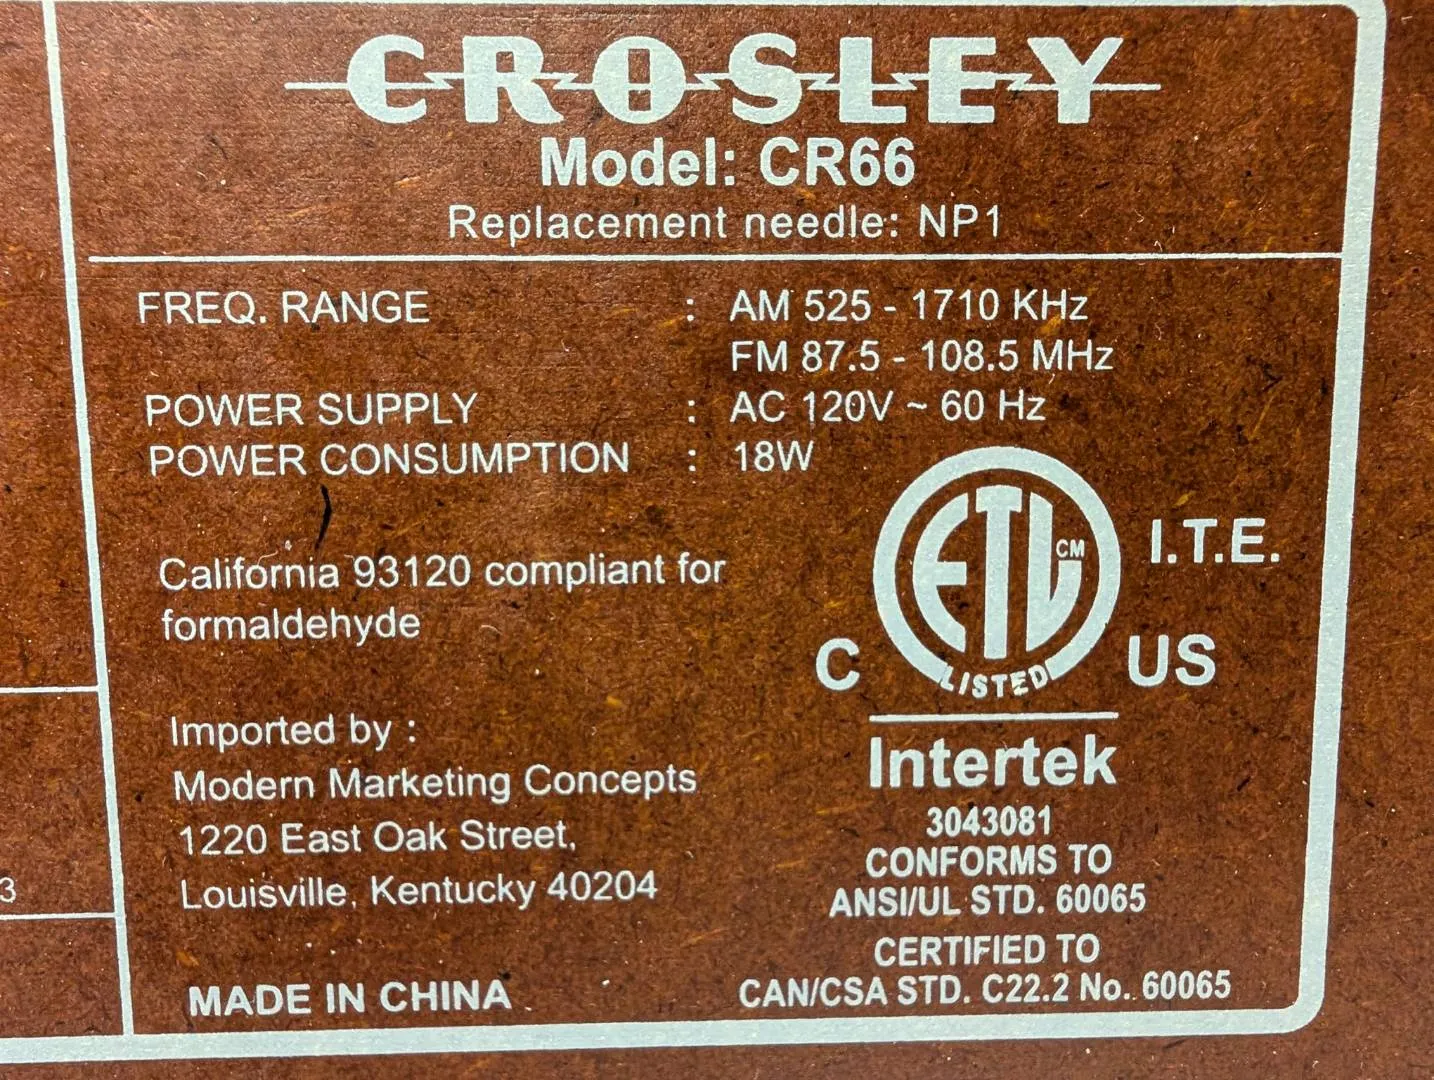 CROSLEY
Model: CR66
Replacement needle: NP1
FREQ. RANGE : AM 525 - 1710 KHz
FM 87.5 - 108.5 MHz
POWER SUPPLY : AC 120V ~ 60 Hz
POWER CONSUMPTION : 18W
California 93120 compliant for
formaldehyde
Imported by :
Modern Marketing Concepts
1220 East Oak Street,
Louisville, Kentucky 40204
MADE IN CHINA
ETL CM
LISTED
I.T.E.
C US
Intertek
3043081
CONFORMS TO
ANSI/UL STD. 60065
CERTIFIED TO
CAN/CSA STD. C22.2 No.. 60065
3